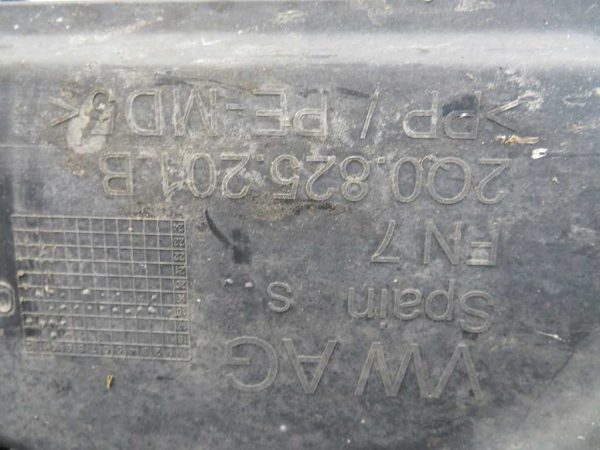 VW AG
Spain s.
FN 7
2Q0.825.201.B
>PP / PE-MD